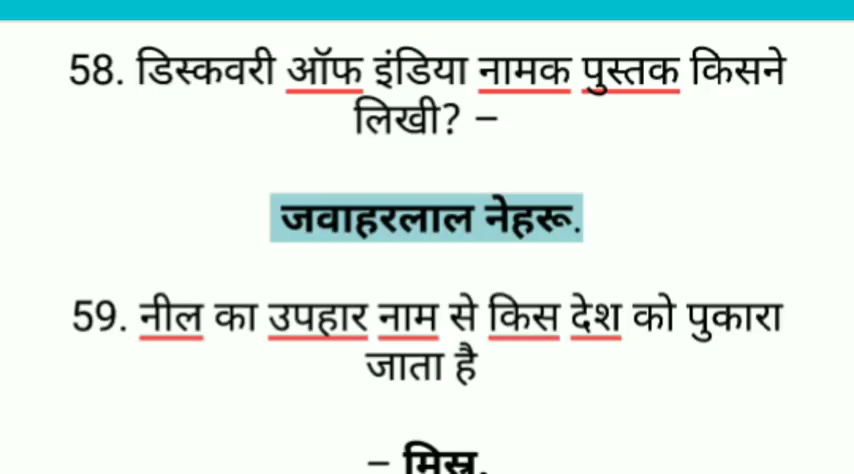 58. डिस्कवरी ऑफ इंडिया नामक पुस्तक किसने
लिखी? –
जवाहरलाल नेहरू.
59. नील का उपहार नाम से किस देश को पुकारा
जाता है
– मिस्र.